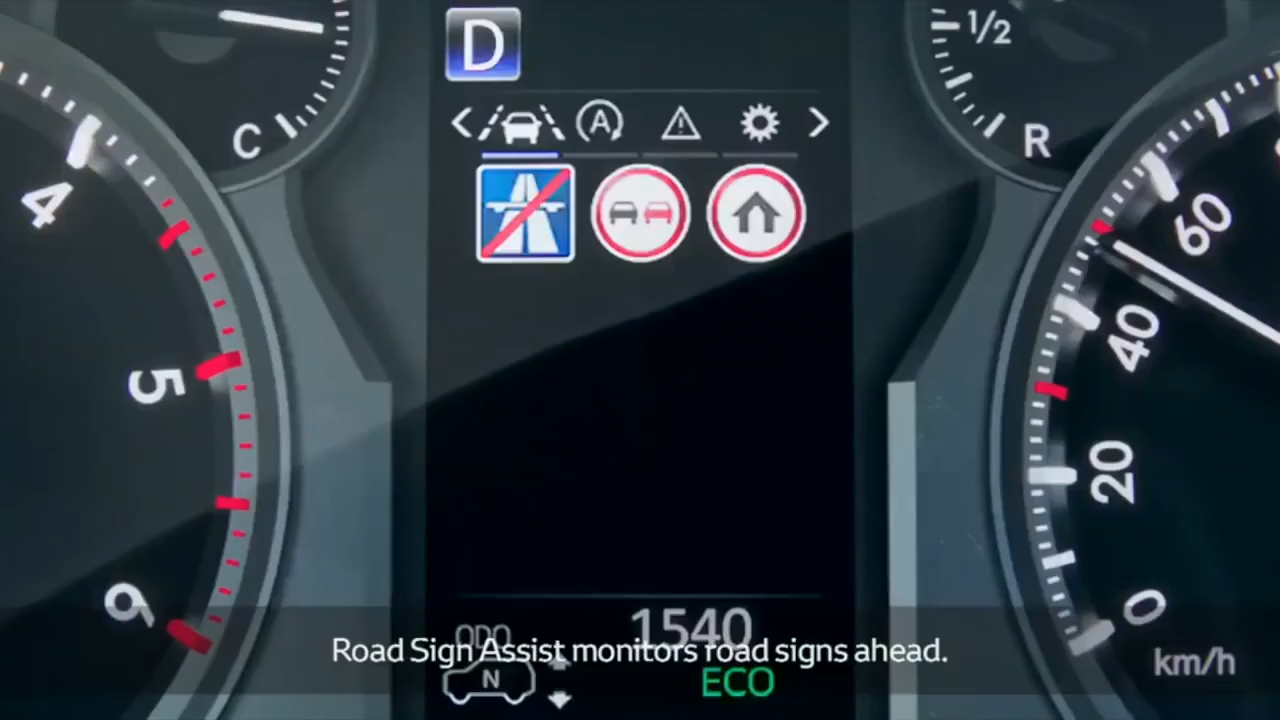 D
C
1/2
R
A
4
5
6
60
40
20
0
km/h
ODO
1540
Road Sign Assist monitors road signs ahead.
N
ECO